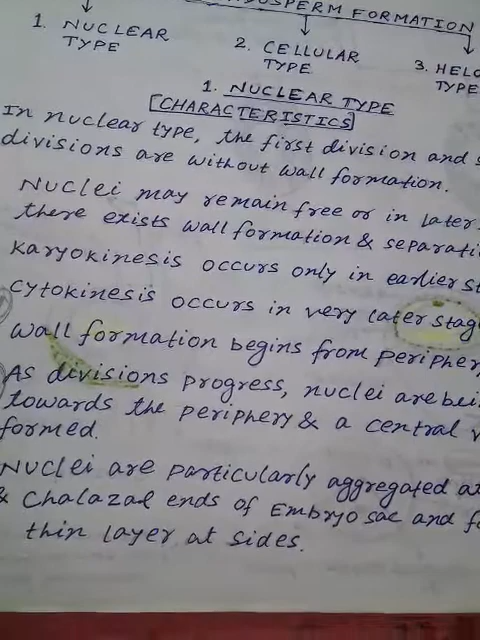 FORMATION
1. NUCLEAR TYPE
2. CELLULAR TYPE
3. HELO TYPE
1. NUCLEAR TYPE
[CHARACTERISTICS]
In nuclear type, the first division and s
divisions are without wall formation.
Nuclei may remain free or in later
there exists wall formation & separati
Karyokinesis occurs only in earlier st
Cytokinesis occurs in very later stag
Wall formation begins from peripher
As divisions progress, nuclei are bei
towards the periphery & a central v
formed.
Nuclei are particularly aggregated a
& Chalazal ends of Embryo sac and f
thin layer at sides.